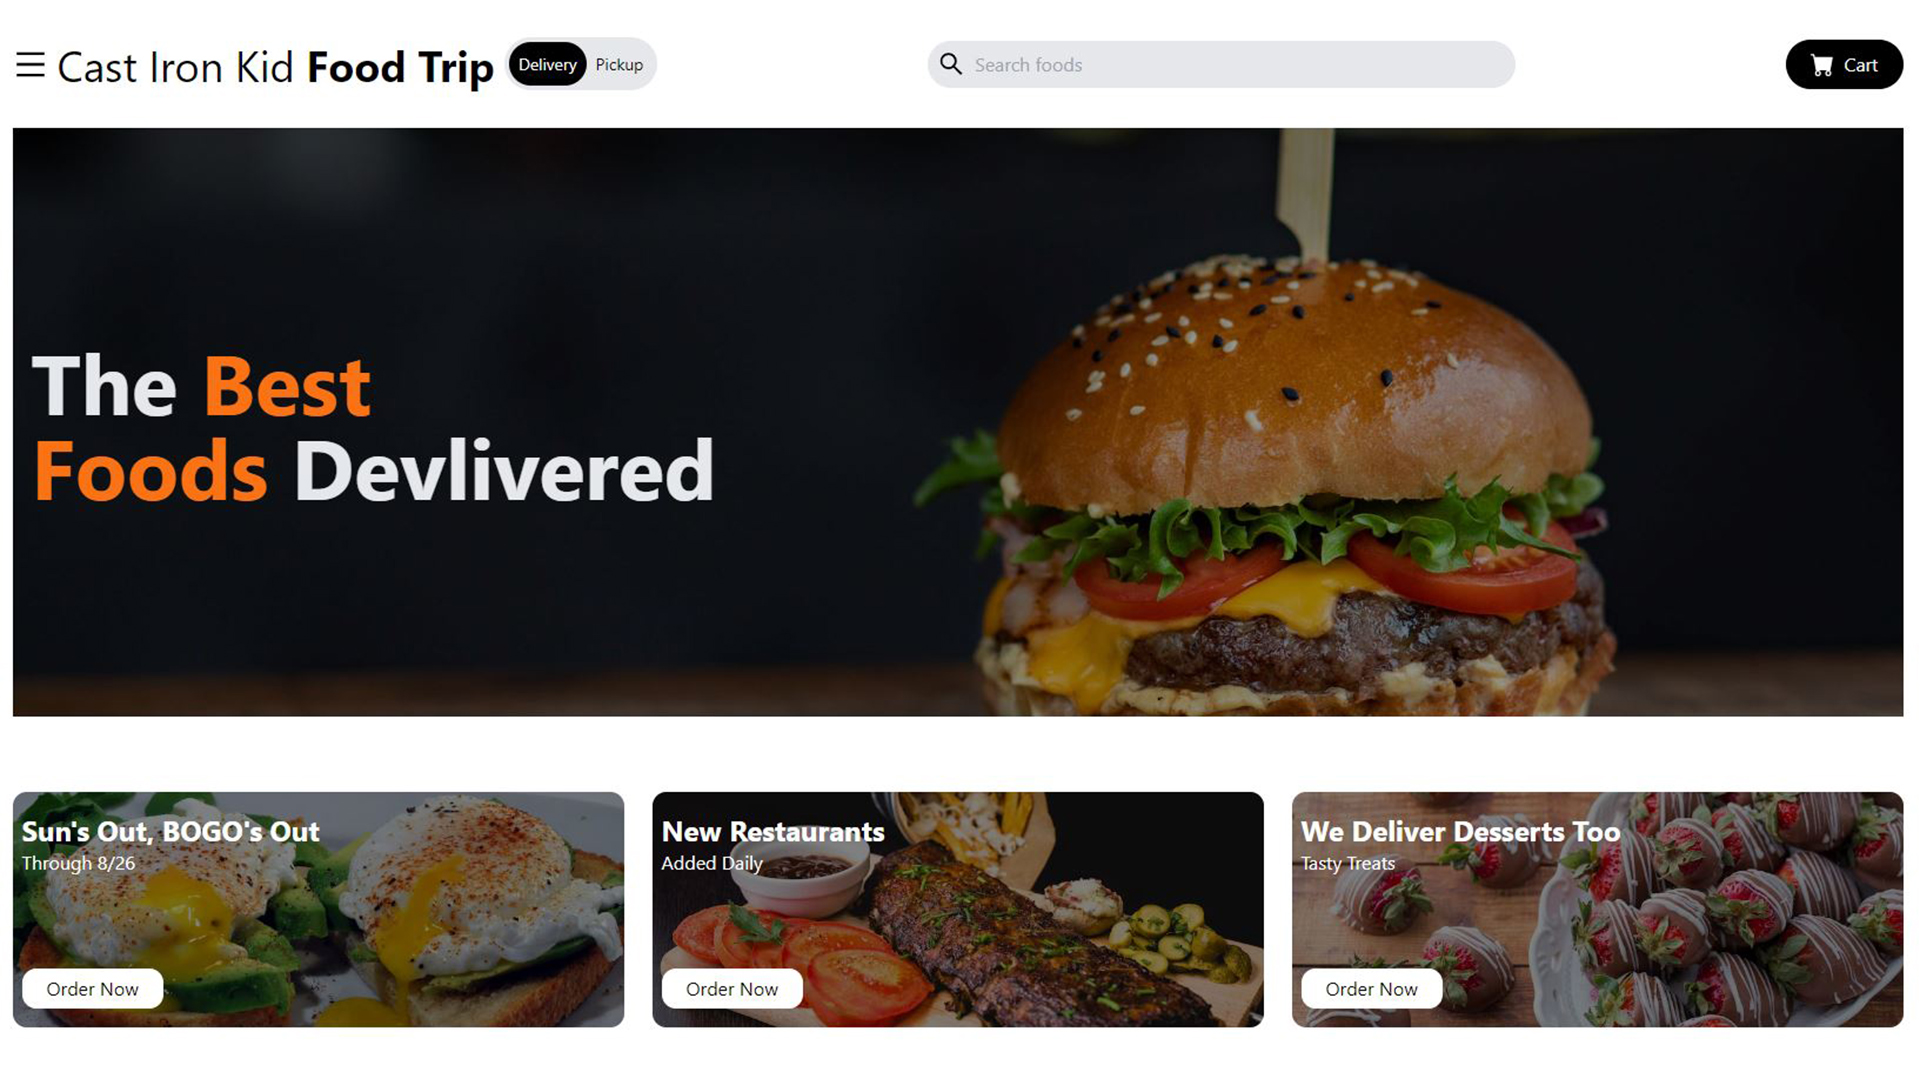 Cast Iron Kid Food Trip
Delivery
Pickup
Search foods
Cart
The Best
Foods Devlivered
Sun's Out, BOGO's Out
Through 8/26
Order Now
New Restaurants
Added Daily
Order Now
We Deliver Desserts Too
Tasty Treats
Order Now